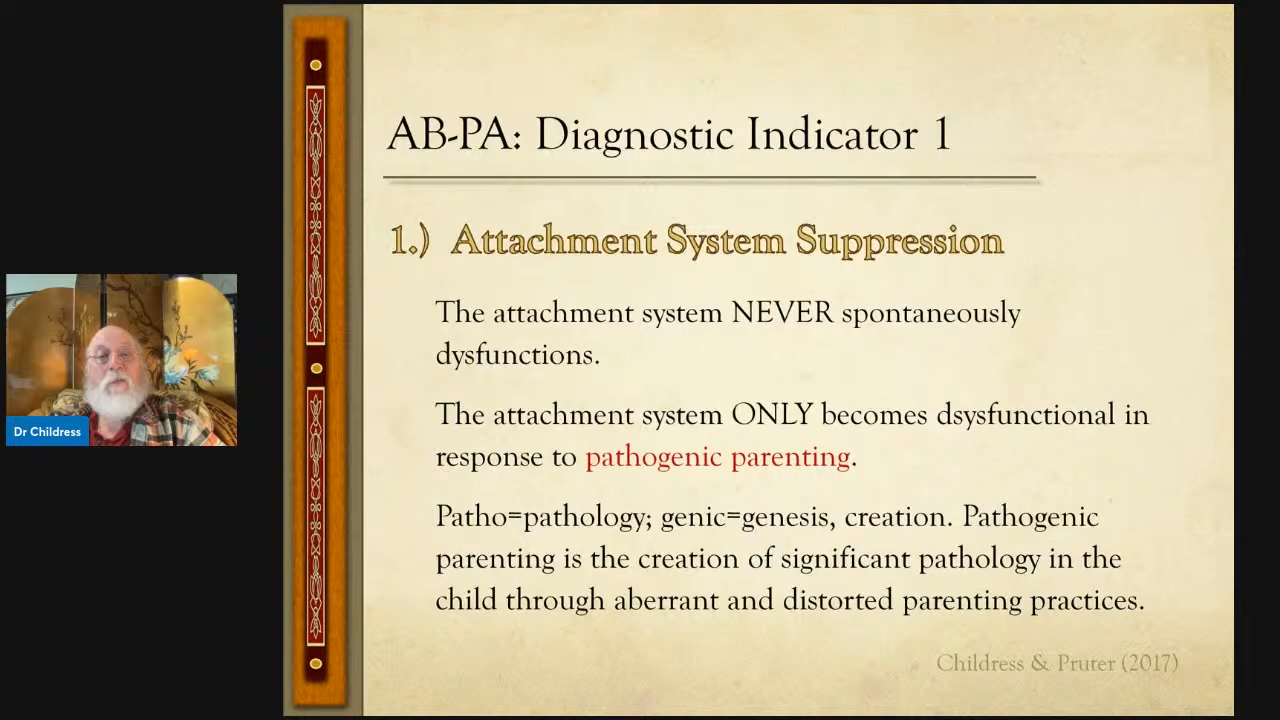 AB-PA: Diagnostic Indicator 1
1.) Attachment System Suppression
The attachment system NEVER spontaneously
dysfunctions.
The attachment system ONLY becomes dsysfunctional in
response to pathogenic parenting.
Patho=pathology; genic=genesis, creation. Pathogenic
parenting is the creation of significant pathology in the
child through aberrant and distorted parenting practices.
Childress & Pruter (2017)
Dr Childress